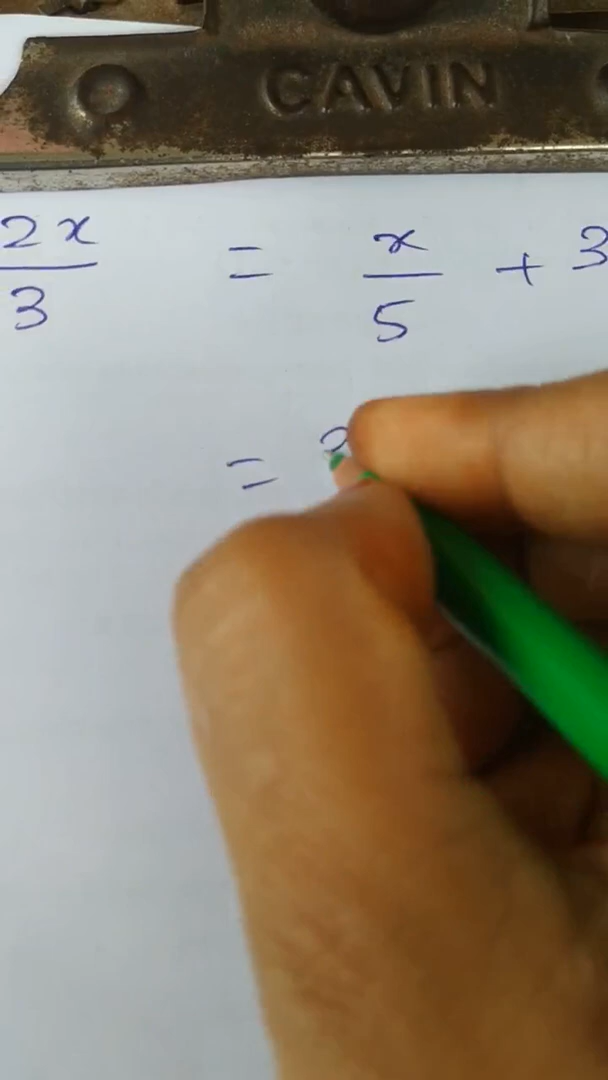 CAVIN
2x/3 = x/5 + 3
=